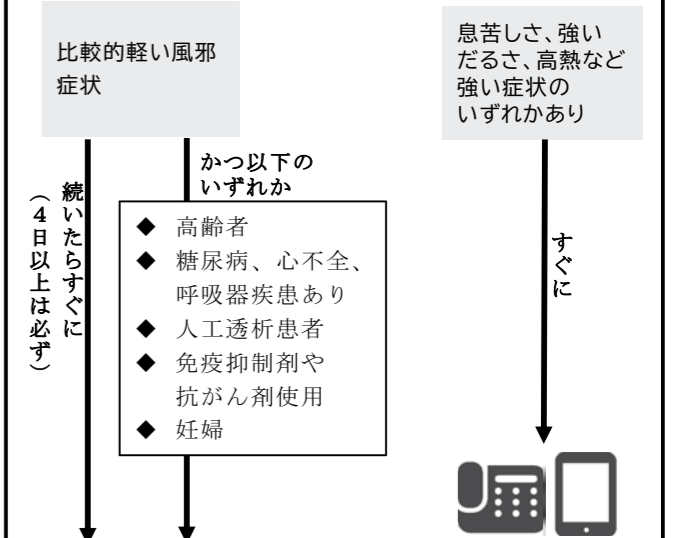 比較的軽い風邪
症状
息苦しさ、強い
だるさ、高熱など
強い症状の
いずれかあり
続いたらすぐに
（４日以上は必ず）
かつ以下の
いずれか
◆ 高齢者
◆ 糖尿病、心不全、
呼吸器疾患あり
◆ 人工透析患者
◆ 免疫抑制剤や
抗がん剤使用
◆ 妊婦
すぐに